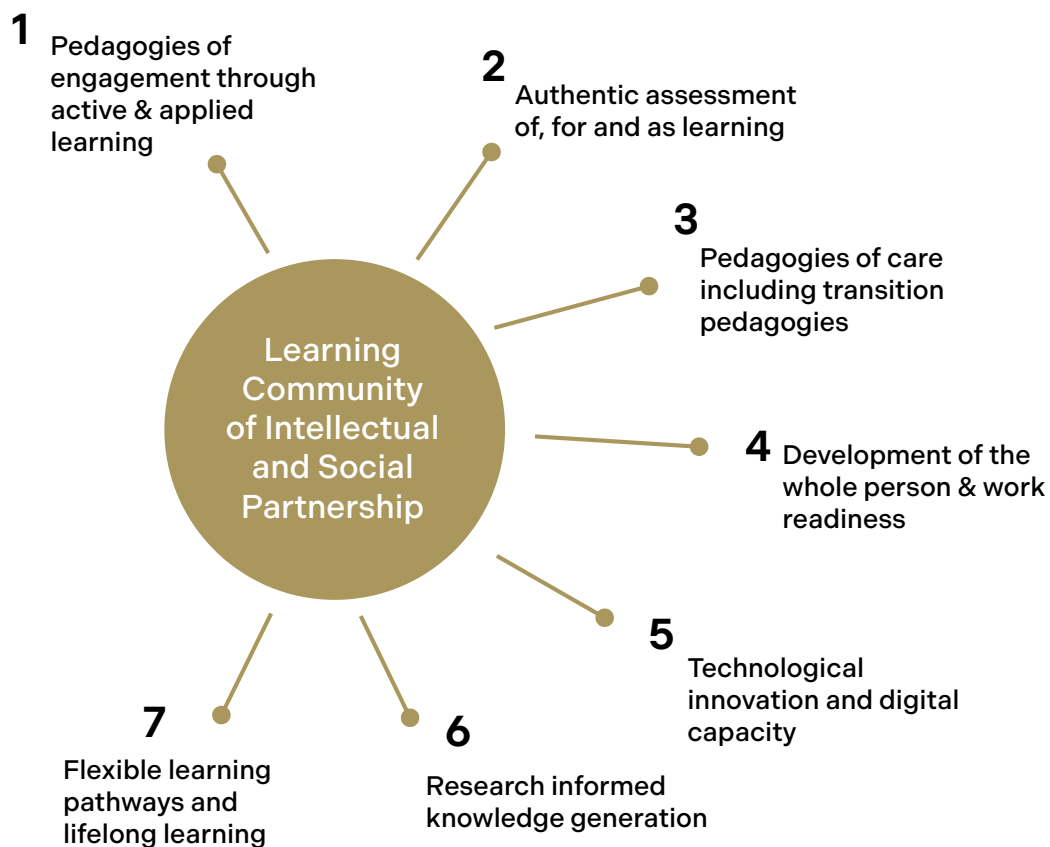 1
Pedagogies of
engagement through
active & applied
learning
2
Authentic assessment
of, for and as learning
3
Pedagogies of care
including transition
pedagogies
Learning
Community
of Intellectual
and Social
Partnership
4
Development of the
whole person & work
readiness
5
Technological
innovation and digital
capacity
6
Research informed
knowledge generation
7
Flexible learning
pathways and
lifelong learning